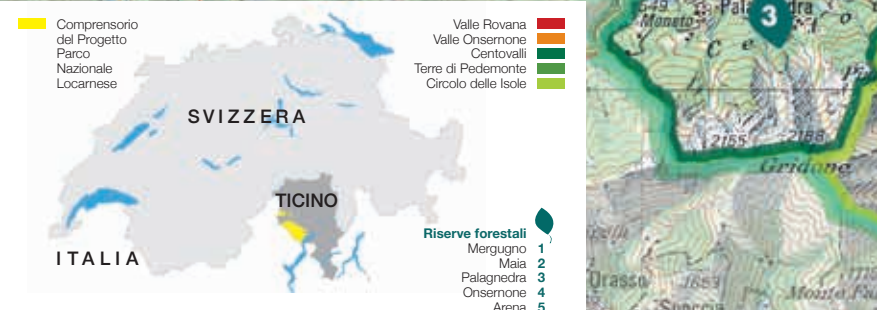 Comprensorio
del Progetto
Parco
Nazionale
Locarnese
Valle Rovana
Valle Onsernone
Centovalli
Terre di Pedemonte
Circolo delle Isole
SVIZZERA
TICINO
ITALIA
Riserve forestali
Mergugno 1
Maia 2
Palagnedra 3
Onsernone 4
Arena 5
Moneto
3
2155
2188
Gridone
1653